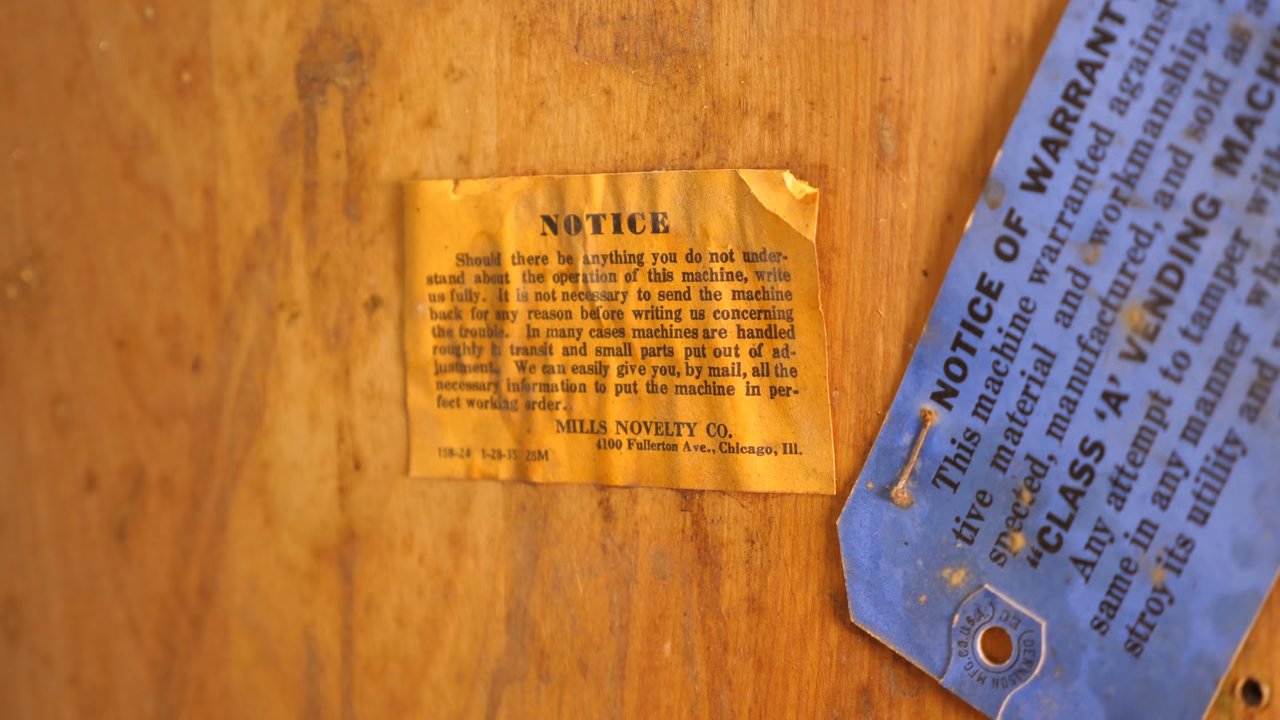 NOTICE
Should there be anything you do not under-
stand about the operation of this machine, write
us fully. It is not necessary to send the machine
back for any reason before writing us concerning
the trouble. In many cases machines are handled
roughly in transit and small parts put out of ad-
justment. We can easily give you, by mail, all the
necessary information to put the machine in per-
fect working order.
MILLS NOVELTY CO.
4100 Fullerton Ave., Chicago, Ill.
1-28-35 25M
NOTICE OF WARRANT
This machine warranted against
tive material and workmanship.
spected, manufactured, and sold as
"CLASS 'A' VENDING MACH
Any attempt to tamper with
same in any manner
stroy its utility and
DENNISON MFG. CO. U.S.A.